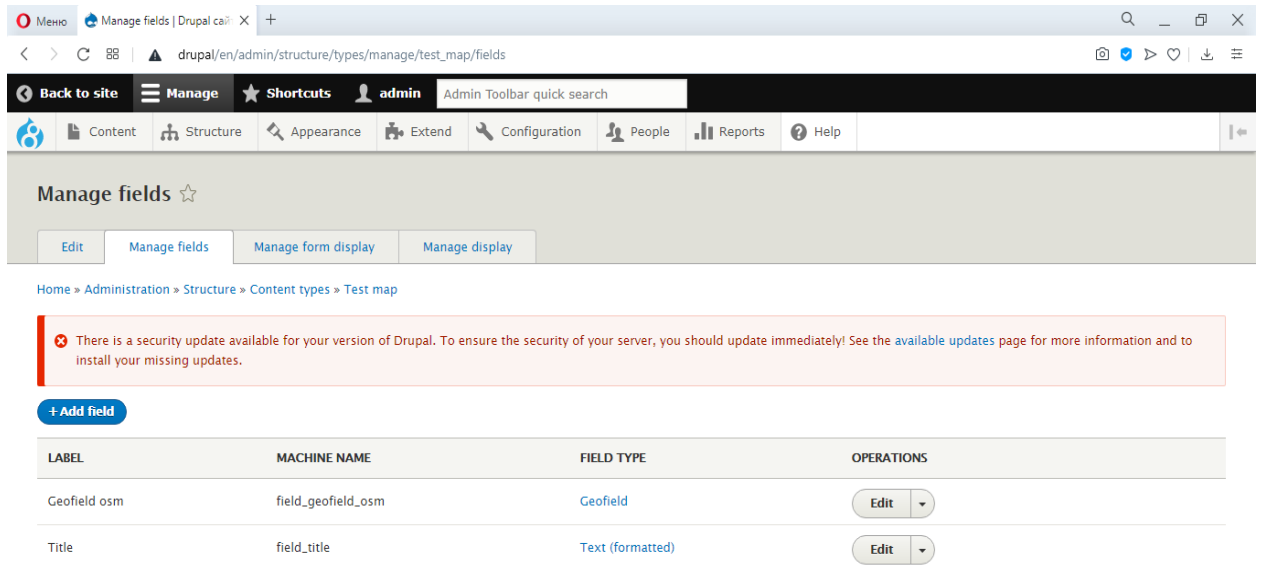 Меню
Manage fields | Drupal сай
drupal/en/admin/structure/types/manage/test_map/fields
Back to site Manage Shortcuts admin Admin Toolbar quick search
Content Structure Appearance Extend Configuration People Reports Help
Manage fields
Edit Manage fields Manage form display Manage display
Home » Administration » Structure » Content types » Test map
There is a security update available for your version of Drupal. To ensure the security of your server, you should update immediately! See the available updates page for more information and to
install your missing updates.
+ Add field
LABEL MACHINE NAME FIELD TYPE OPERATIONS
Geofield osm field_geofield_osm Geofield Edit
Title field_title Text (formatted) Edit